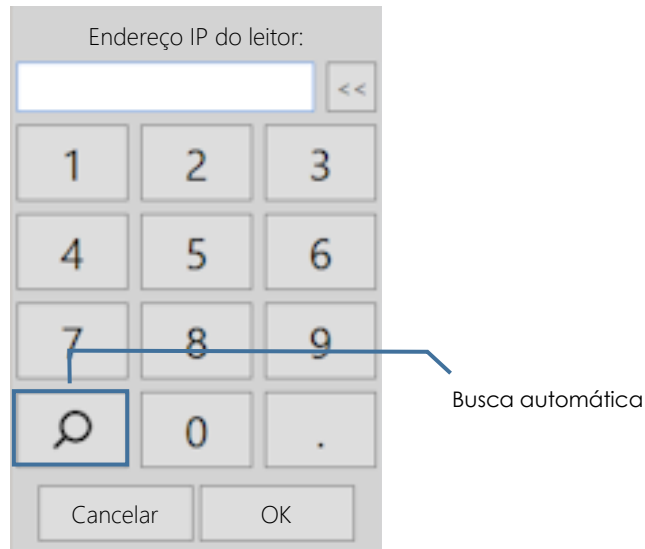 Endereço IP do leitor:
<<
1 2 3
4 5 6
7 8 9
Busca automática
0 .
Cancelar OK